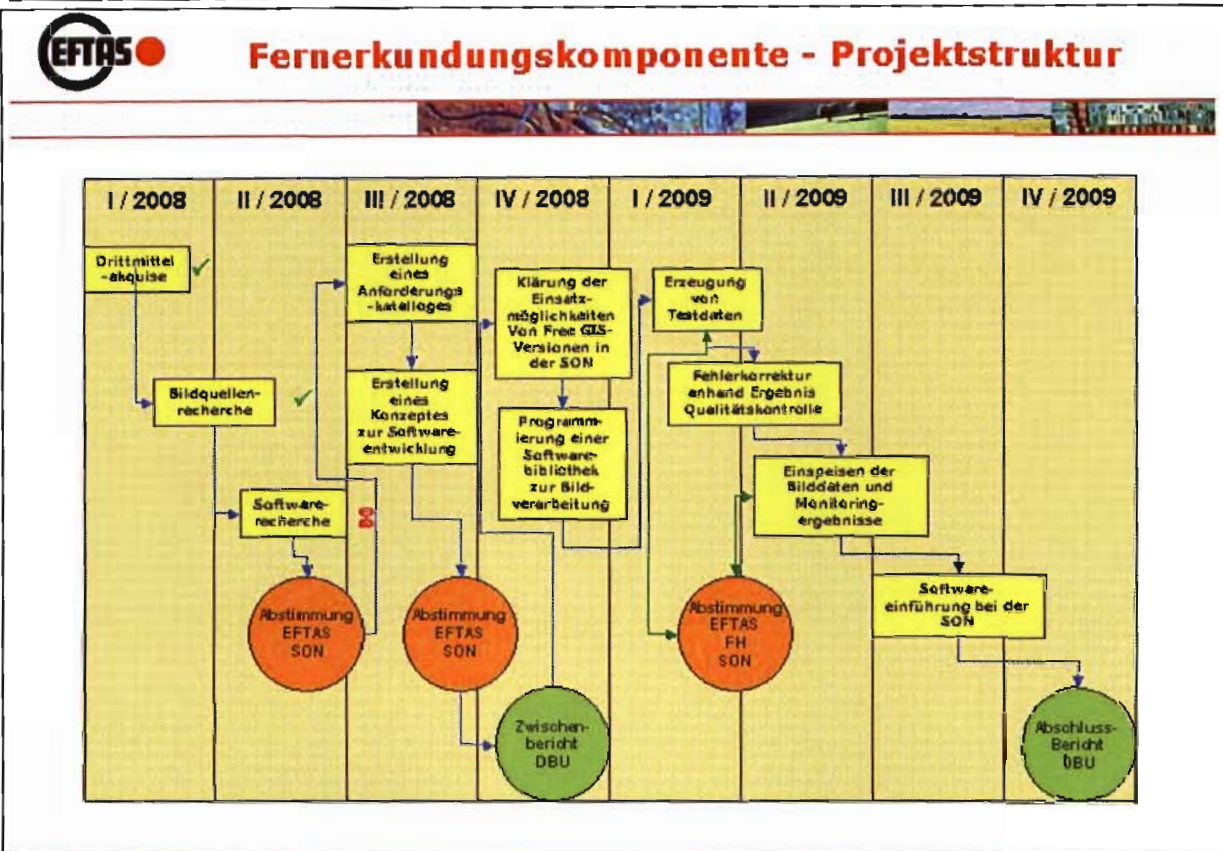 EFTAS
Fernerkundungskomponente - Projektstruktur
I / 2008
II / 2008
III / 2008
IV / 2008
I / 2009
II / 2009
III / 2009
IV / 2009
Drittmittel
-akquise
Bildquellen-
recherche
Software-
recherche
Abstimmung
EFTAS
SON
Erstellung
eines
Anforderungs
-kataloges
Erstellung
eines
Konzeptes
zur Software-
entwicklung
Abstimmung
EFTAS
SON
Klärung der
Einsatz-
möglichkeiten
Von Free GIS-
Versionen in
der SON
Programm-
ierung einer
Software-
bibliothek
zur Bild-
verarbeitung
Zwischen-
bericht
DBU
Erzeugung
von
Testdaten
Fehlerkorrektur
anhand Ergebnis
Qualitätskontrolle
Einspeisen der
Bilddaten und
Monitoring-
ergebnisse
Abstimmung
EFTAS
FH
SON
Software-
einführung bei der
SON
Abschluss-
Bericht
DBU